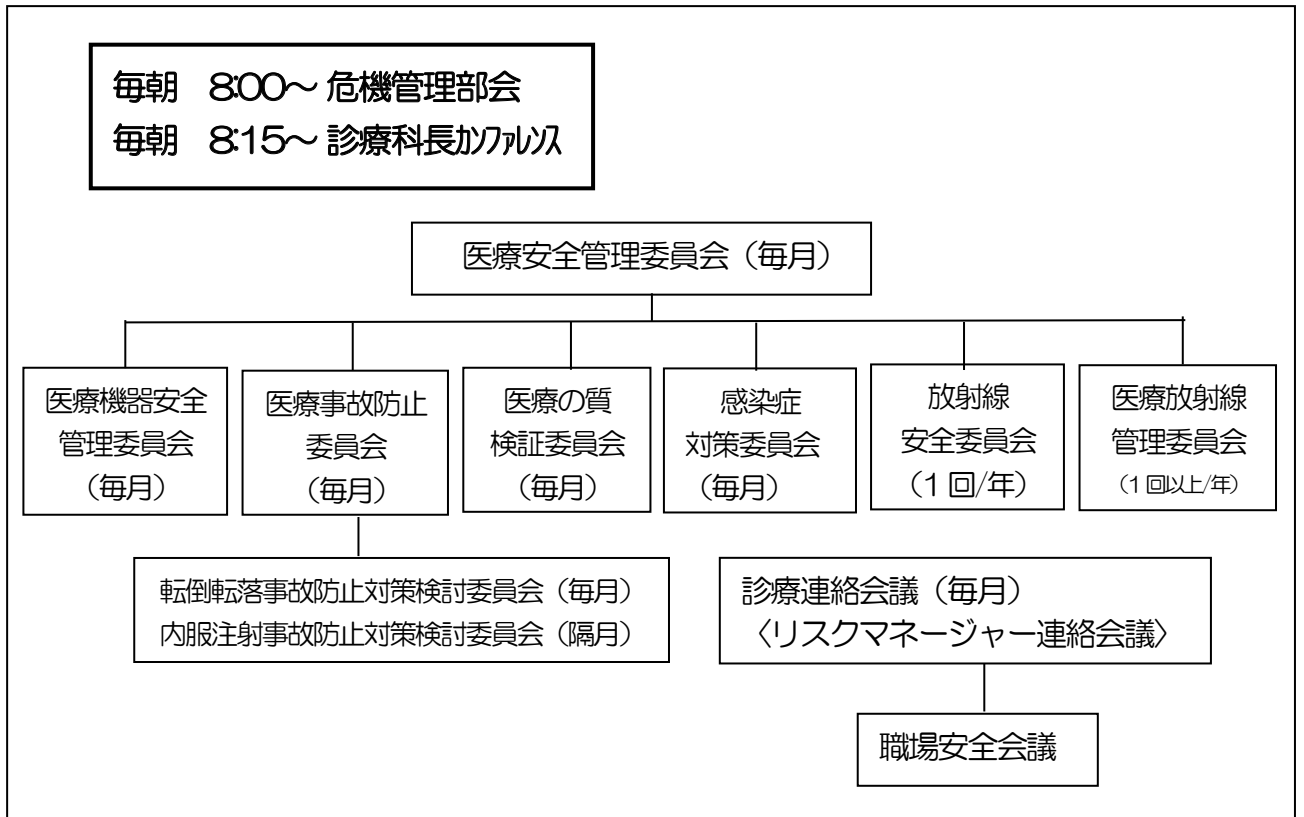 毎朝 8:00～ 危機管理部会
毎朝 8:15～ 診療科長ｶﾝﾌｧﾚﾝｽ
医療安全管理委員会（毎月）
医療機器安全
管理委員会
（毎月）
医療事故防止
委員会
（毎月）
医療の質
検証委員会
（毎月）
感染症
対策委員会
（毎月）
放射線
安全委員会
（1 回/年）
医療放射線
管理委員会
（1 回以上/年）
転倒転落事故防止対策検討委員会（毎月）
内服注射事故防止対策検討委員会（隔月）
診療連絡会議（毎月）
〈リスクマネージャー連絡会議〉
職場安全会議